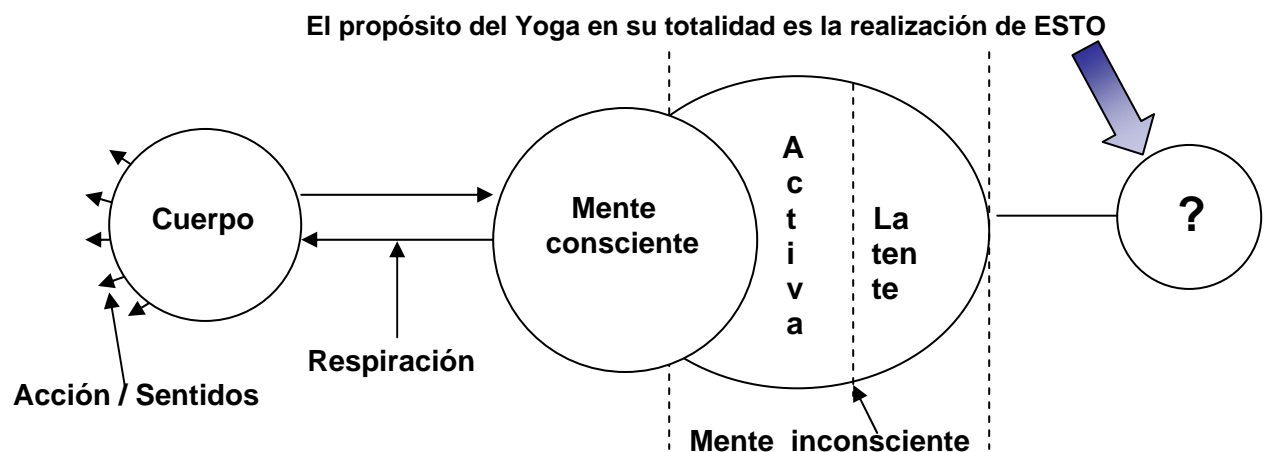 El propósito del Yoga en su totalidad es la realización de ESTO
Cuerpo
Mente
consciente
A
c
t
i
v
a
La
ten
te
?
Respiración
Acción / Sentidos
Mente inconsciente